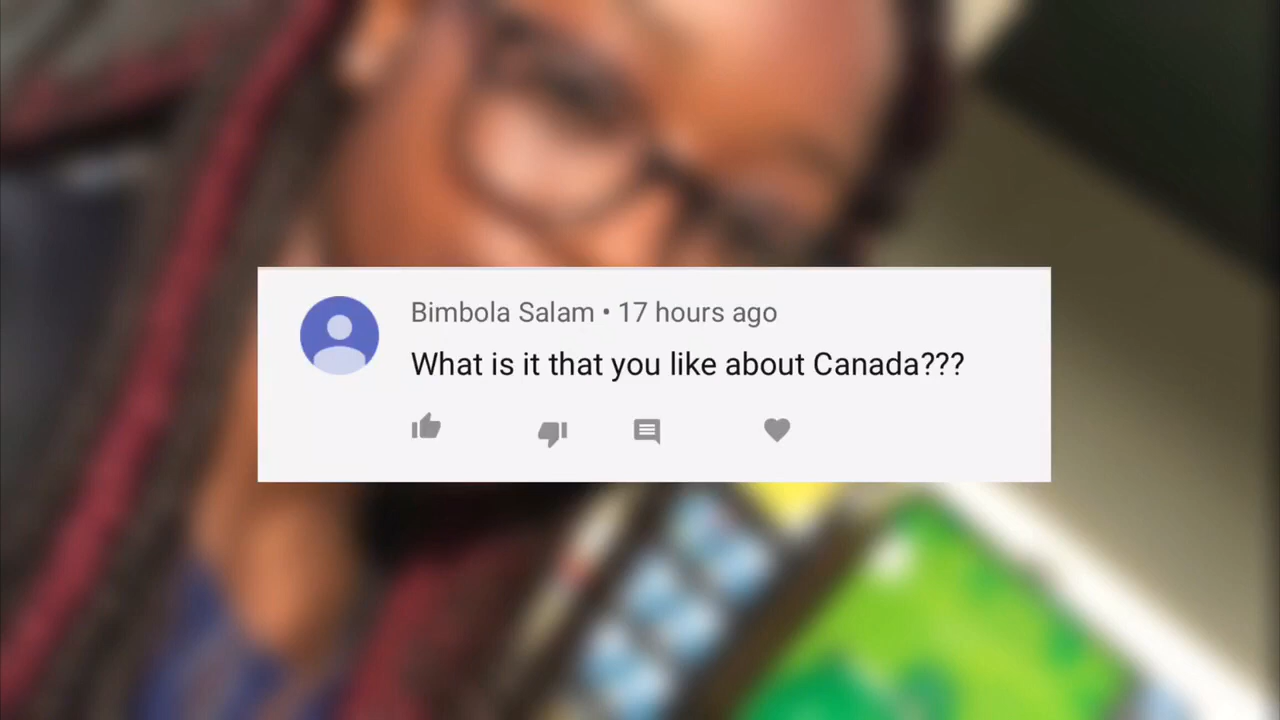 Bimbola Salam • 17 hours ago
What is it that you like about Canada???